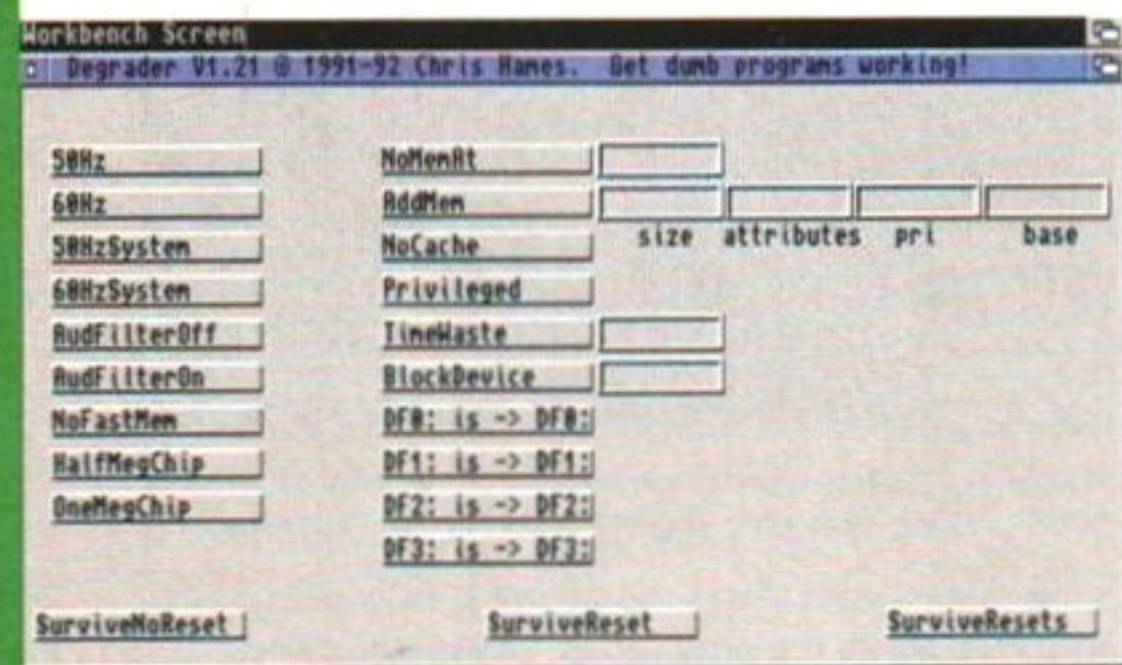 Workbench Screen
Degrader V1.21 © 1991-92 Chris Hames. Get dumb programs working!
50Hz
60Hz
50HzSystem
60HzSystem
AudFilterOff
AudFilterOn
NoFastMem
HalfMegChip
OneMegChip
NoMemAt
AddMem
size attributes pri base
NoCache
Privileged
TimeWaste
BlockDevice
DF0: is -> DF0:
DF1: is -> DF1:
DF2: is -> DF2:
DF3: is -> DF3:
SurviveNoReset
SurviveReset
SurviveResets